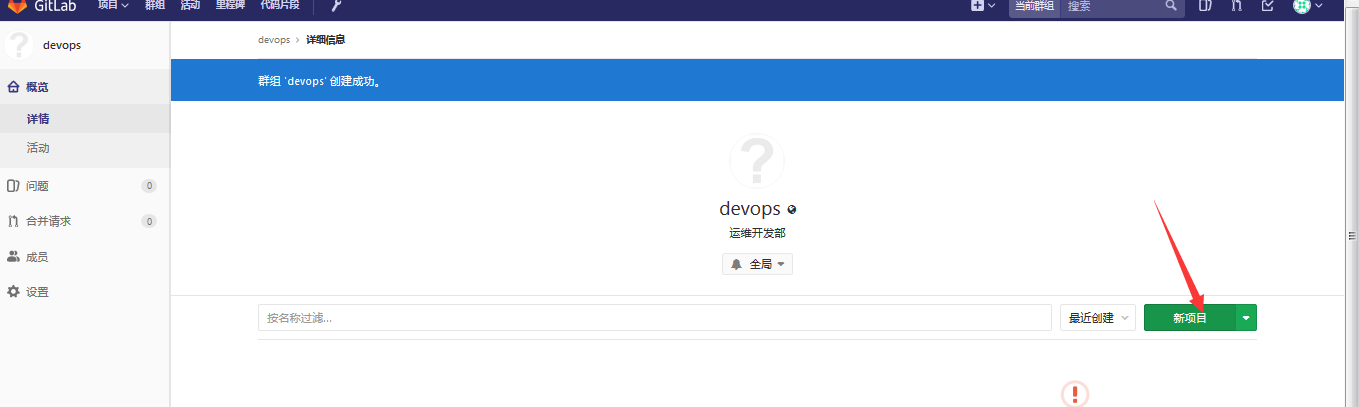 GitLab 项目 群组 活动 里程碑 代码片段 当前群组 搜索
devops
devops > 详细信息
概览
群组 'devops' 创建成功。
详情
活动
问题 0
合并请求 0
成员
设置
devops
运维开发部
全局
按名称过滤... 最近创建 新项目